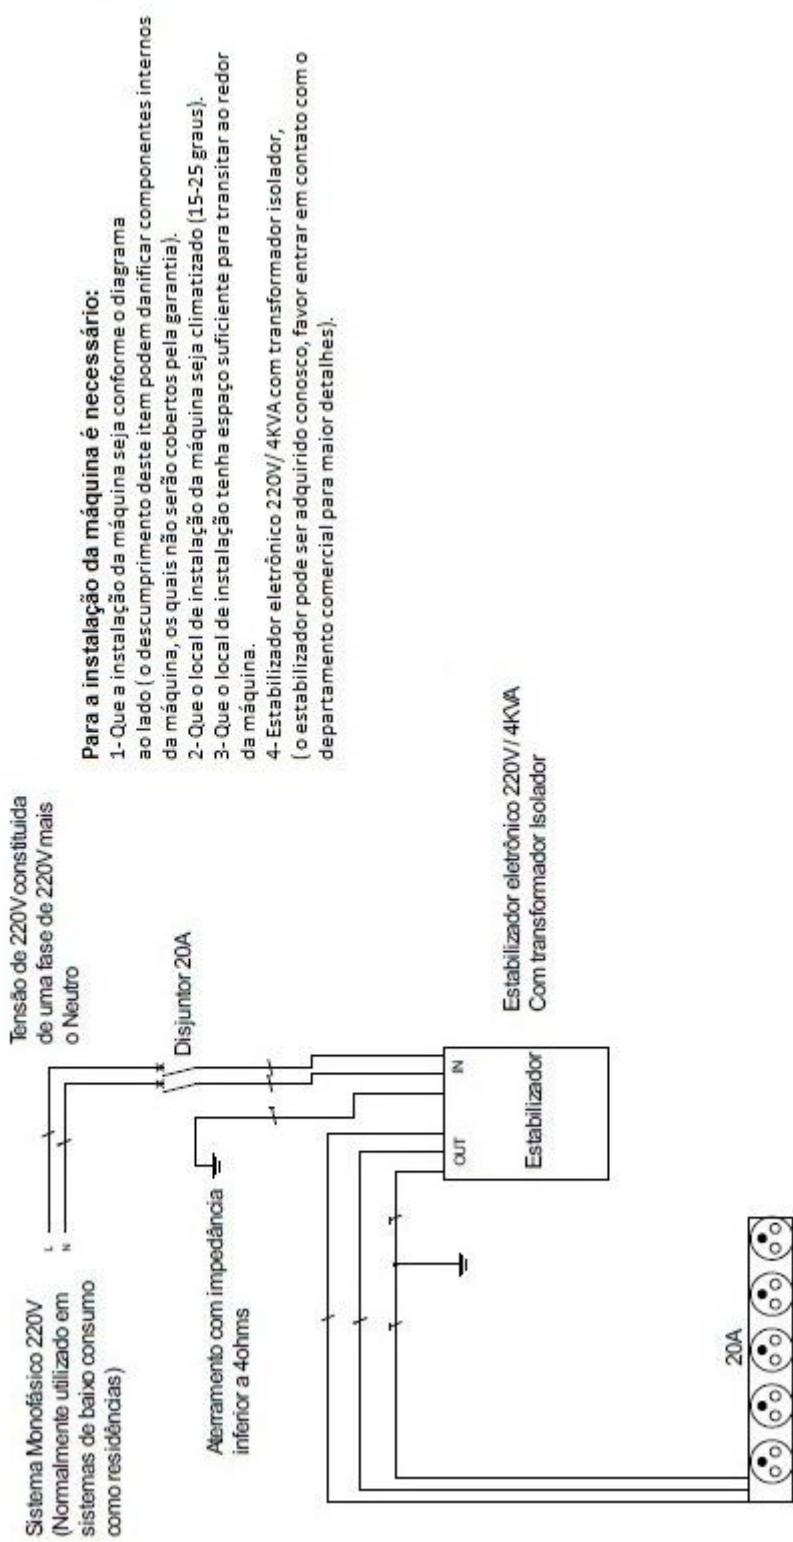 Sistema Monofásico 220V
(Normalmente utilizado em
sistemas de baixo consumo
como residências)
L
N
Tensão de 220V constituida
de uma fase de 220V mais
o Neutro
Disjuntor 20A
Aterramento com impedância
inferior a 4ohms
OUT
IN
Estabilizador
Estabilizador eletrônico 220V/ 4KVA
Com transformador Isolador
20A
Para a instalação da máquina é necessário:
1- Que a instalação da máquina seja conforme o diagrama
ao lado ( o descumprimento deste item podem danificar componentes internos
da máquina, os quais não serão cobertos pela garantia).
2- Que o local de instalação da máquina seja climatizado (15-25 graus).
3- Que o local de instalação tenha espaço suficiente para transitar ao redor
da máquina.
4- Estabilizador eletrônico 220V/ 4KVA com transformador isolador,
( o estabilizador pode ser adquirido conosco, favor entrar em contato com o
departamento comercial para maior detalhes).